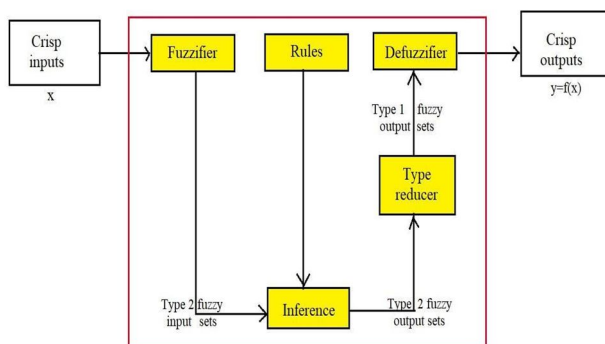 Crisp
inputs
x
Fuzzifier
Rules
Defuzzifier
Crisp
outputs
y=f(x)
Type 1 fuzzy
output sets
Type
reducer
Type 2 fuzzy
input sets
Inference
Type 2 fuzzy
output sets